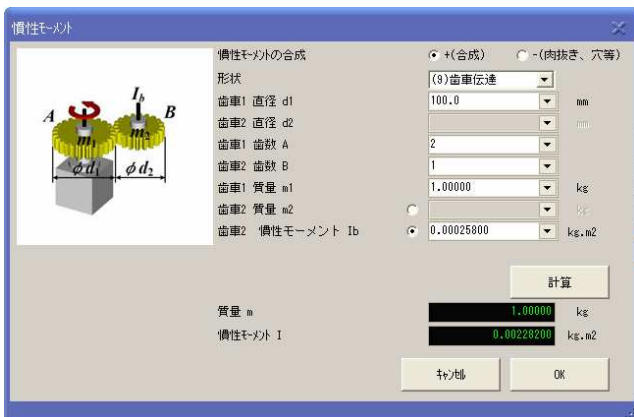 慣性ﾓｰﾒﾝﾄ
慣性ﾓｰﾒﾝﾄの合成 +(合成) -(肉抜き、穴等)
形状 (9)歯車伝達
歯車1 直径 d1 100.0 mm
歯車2 直径 d2 mm
歯車1 歯数 A 2
歯車2 歯数 B 1
歯車1 質量 m1 1.00000 kg
歯車2 質量 m2 kg
歯車2 慣性モーメント Ib 0.00025800 kg.m2
A Ib B
m1 m2
φd1 φd2
計算
質量 m 1.00000 kg
慣性ﾓｰﾒﾝﾄ I 0.00228200 kg.m2
ｷｬﾝｾﾙ OK